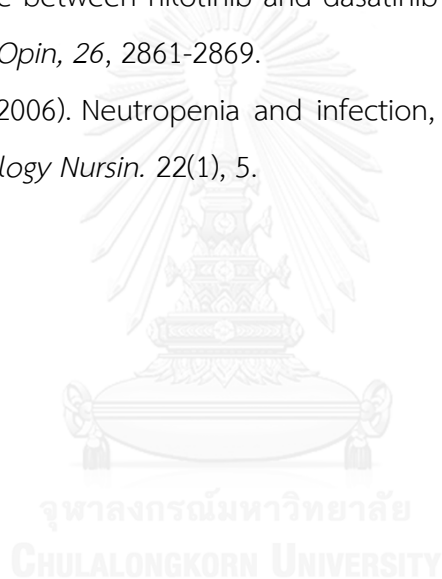 between nilotinib and dasatinib
Opin, 26, 2861-2869.
2006). Neutropenia and infection,
logy Nursin. 22(1), 5.
จุฬาลงกรณ์มหาวิทยาลัย
CHULALONGKORN UNIVERSITY